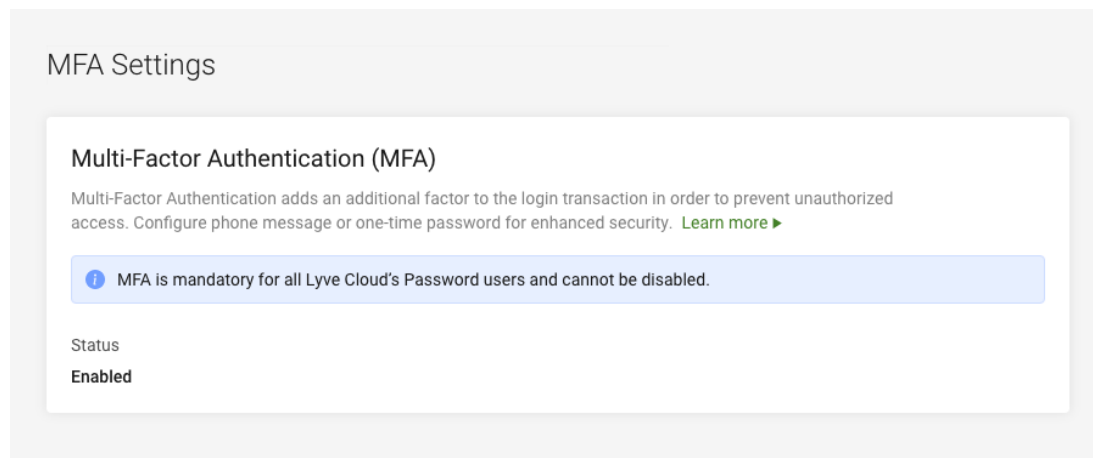 MFA Settings
Multi-Factor Authentication (MFA)
Multi-Factor Authentication adds an additional factor to the login transaction in order to prevent unauthorized
access. Configure phone message or one-time password for enhanced security. Learn more ▶
MFA is mandatory for all Lyve Cloud’s Password users and cannot be disabled.
Status
Enabled